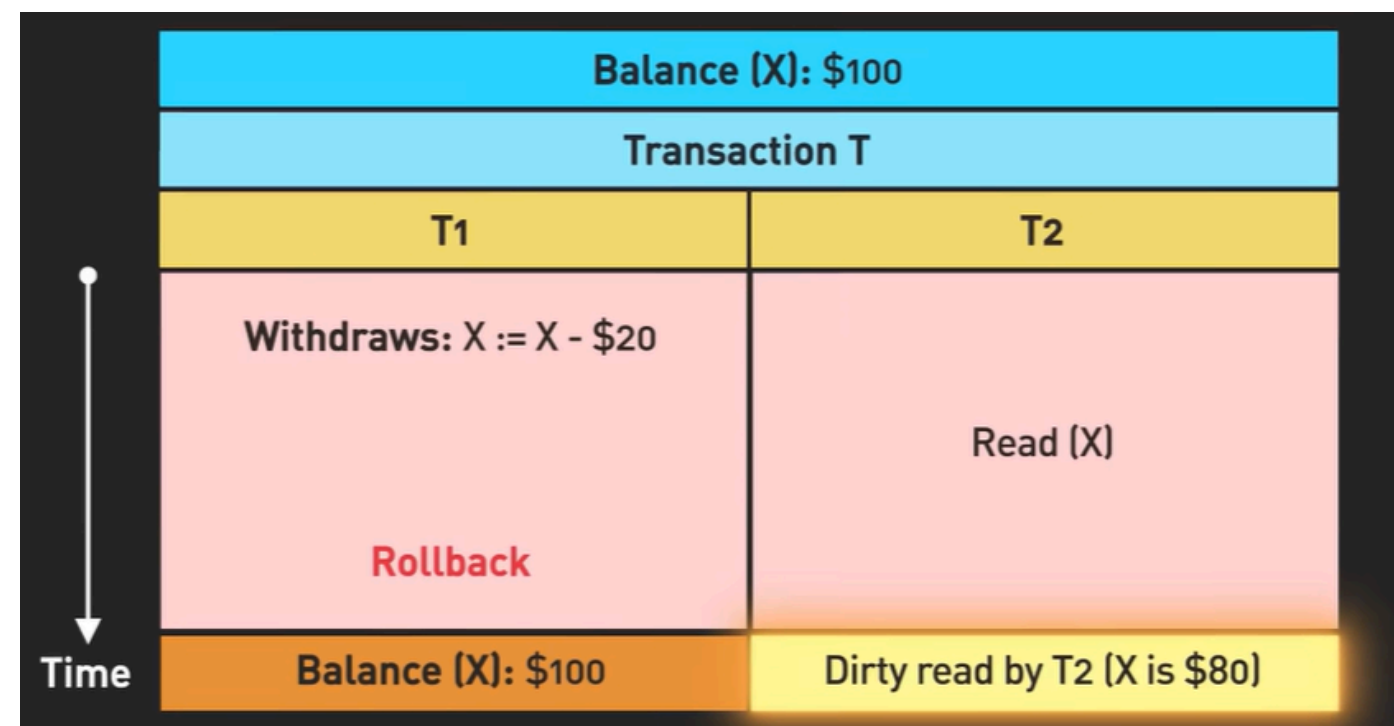 Balance (X): $100
Transaction T
T1
T2
Withdraws: X := X - $20
Read (X)
Rollback
Time
Balance (X): $100
Dirty read by T2 (X is $80)